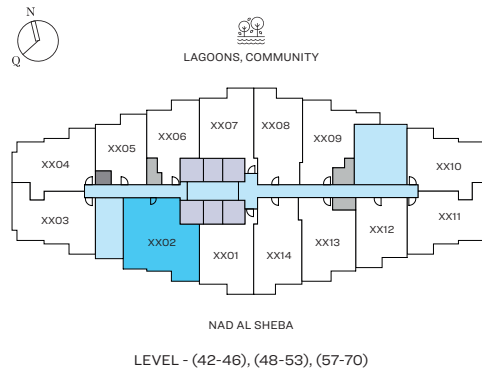 N
Q
LAGOONS, COMMUNITY
XX07 XX08
XX06 XX09
XX05
XX04 XX10
XX03 XX11
XX02 XX12
XX01 XX14 XX13
NAD AL SHEBA
LEVEL - (42-46), (48-53), (57-70)